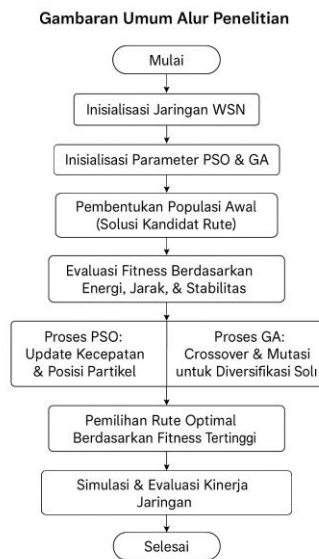 Gambaran Umum Alur Penelitian
Mulai
Inisialisasi Jaringan WSN
Inisialisasi Parameter PSO & GA
Pembentukan Populasi Awal
(Solusi Kandidat Rute)
Evaluasi Fitness Berdasarkan
Energi, Jarak, & Stabilitas
Proses PSO:
Update Kecepatan
& Posisi Partikel
Proses GA:
Crossover & Mutasi
untuk Diversifikasi Solu
Pemilihan Rute Optimal
Berdasarkan Fitness Tertinggi
Simulasi & Evaluasi Kinerja
Jaringan
Selesai